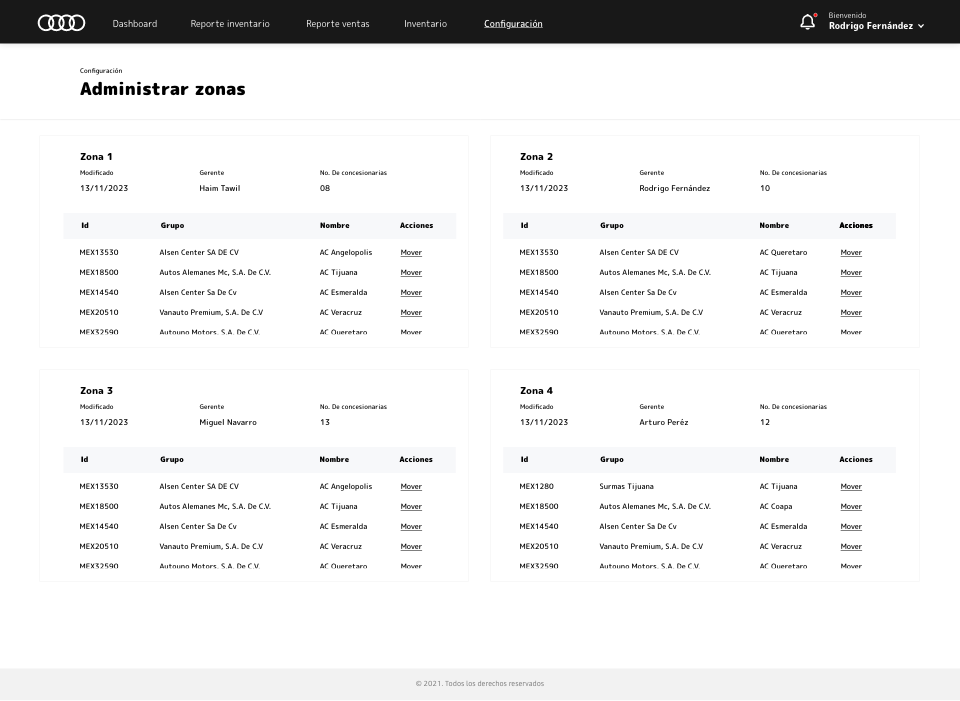 Dashboard Reporte inventario Reporte ventas Inventario Configuración
Bienvenido
Rodrigo Fernández
Configuración
Administrar zonas
Zona 1
Modificado Gerente No. De concesionarias
13/11/2023 Haim Tawil 08
Id Grupo Nombre Acciones
MEX13530 Alsen Center SA DE CV AC Angelopolis Mover
MEX18500 Autos Alemanes Mc, S.A. De C.V. AC Tijuana Mover
MEX14540 Alsen Center Sa De Cv AC Esmeralda Mover
MEX20510 Vanauto Premium, S.A. De C.V AC Veracruz Mover
MEX32590 Autouno Motors, S.A. De C.V. AC Queretaro Mover
Zona 2
Modificado Gerente No. De concesionarias
13/11/2023 Rodrigo Fernández 10
Id Grupo Nombre Acciones
MEX13530 Alsen Center SA DE CV AC Queretaro Mover
MEX18500 Autos Alemanes Mc, S.A. De C.V. AC Tijuana Mover
MEX14540 Alsen Center Sa De Cv AC Esmeralda Mover
MEX20510 Vanauto Premium, S.A. De C.V AC Veracruz Mover
MEX32590 Autouno Motors, S.A. De C.V. AC Queretaro Mover
Zona 3
Modificado Gerente No. De concesionarias
13/11/2023 Miguel Navarro 13
Id Grupo Nombre Acciones
MEX13530 Alsen Center SA DE CV AC Angelopolis Mover
MEX18500 Autos Alemanes Mc, S.A. De C.V. AC Tijuana Mover
MEX14540 Alsen Center Sa De Cv AC Esmeralda Mover
MEX20510 Vanauto Premium, S.A. De C.V AC Veracruz Mover
MEX32590 Autouno Motors, S.A. De C.V. AC Queretaro Mover
Zona 4
Modificado Gerente No. De concesionarias
13/11/2023 Arturo Peréz 12
Id Grupo Nombre Acciones
MEX1280 Surmas Tijuana AC Tijuana Mover
MEX18500 Autos Alemanes Mc, S.A. De C.V. AC Coapa Mover
MEX14540 Alsen Center Sa De Cv AC Esmeralda Mover
MEX20510 Vanauto Premium, S.A. De C.V AC Veracruz Mover
MEX32590 Autouno Motors, S.A. De C.V. AC Queretaro Mover
© 2021. Todos los derechos reservados